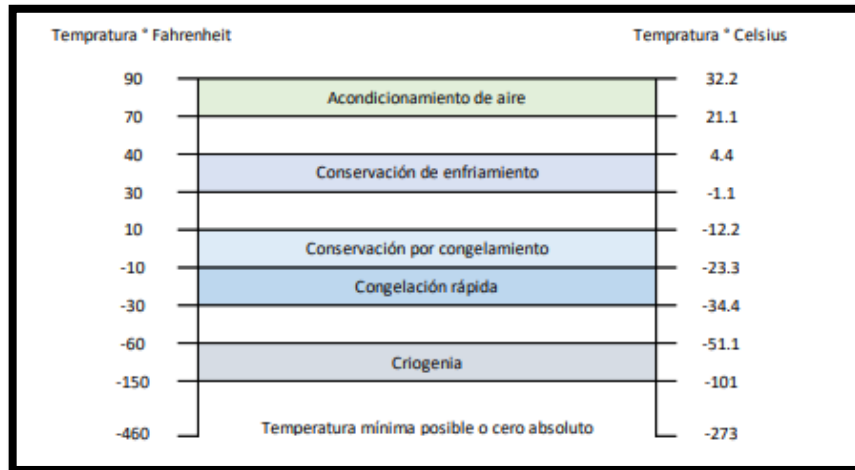 Tempratura ° Fahrenheit Tempratura ° Celsius
90 32.2
Acondicionamiento de aire
70 21.1
40 4.4
Conservación de enfriamiento
30 -1.1
10 -12.2
Conservación por congelamiento
-10 -23.3
Congelación rápida
-30 -34.4
-60 -51.1
Criogenia
-150 -101
-460 Temperatura mínima posible o cero absoluto -273